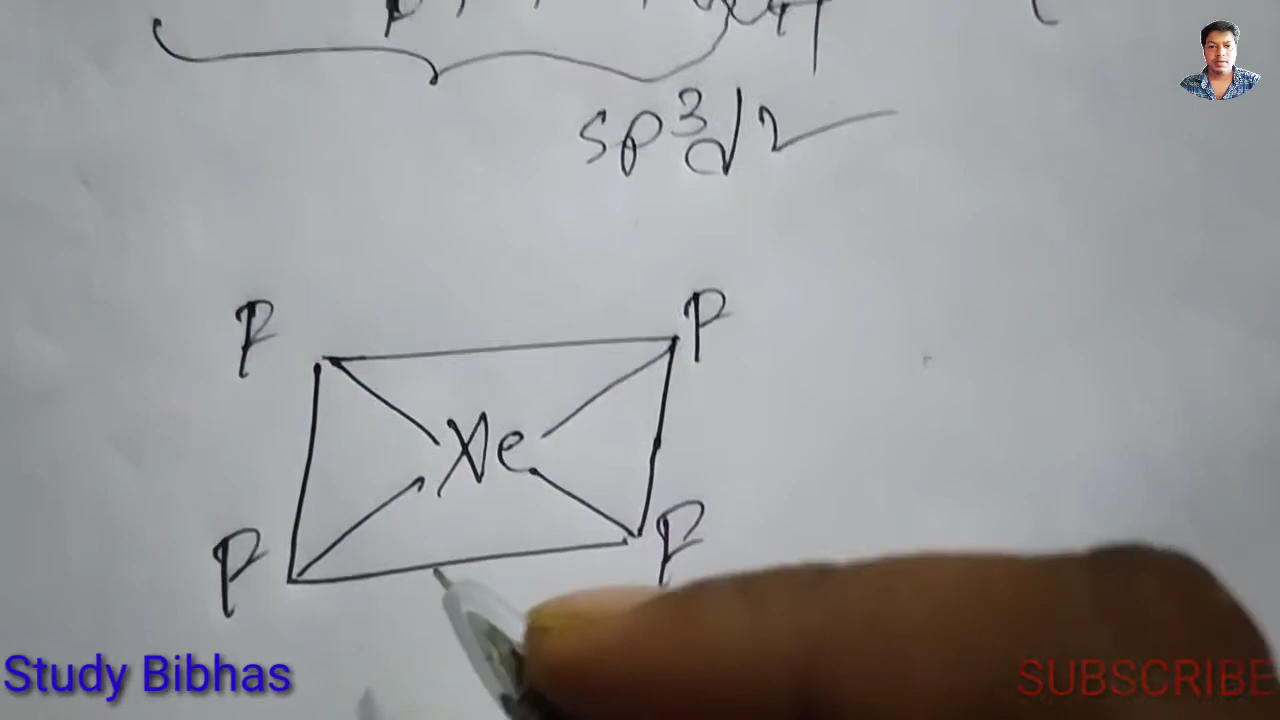 sp³d²
F F
Xe
F F
Study Bibhas
SUBSCRIBE